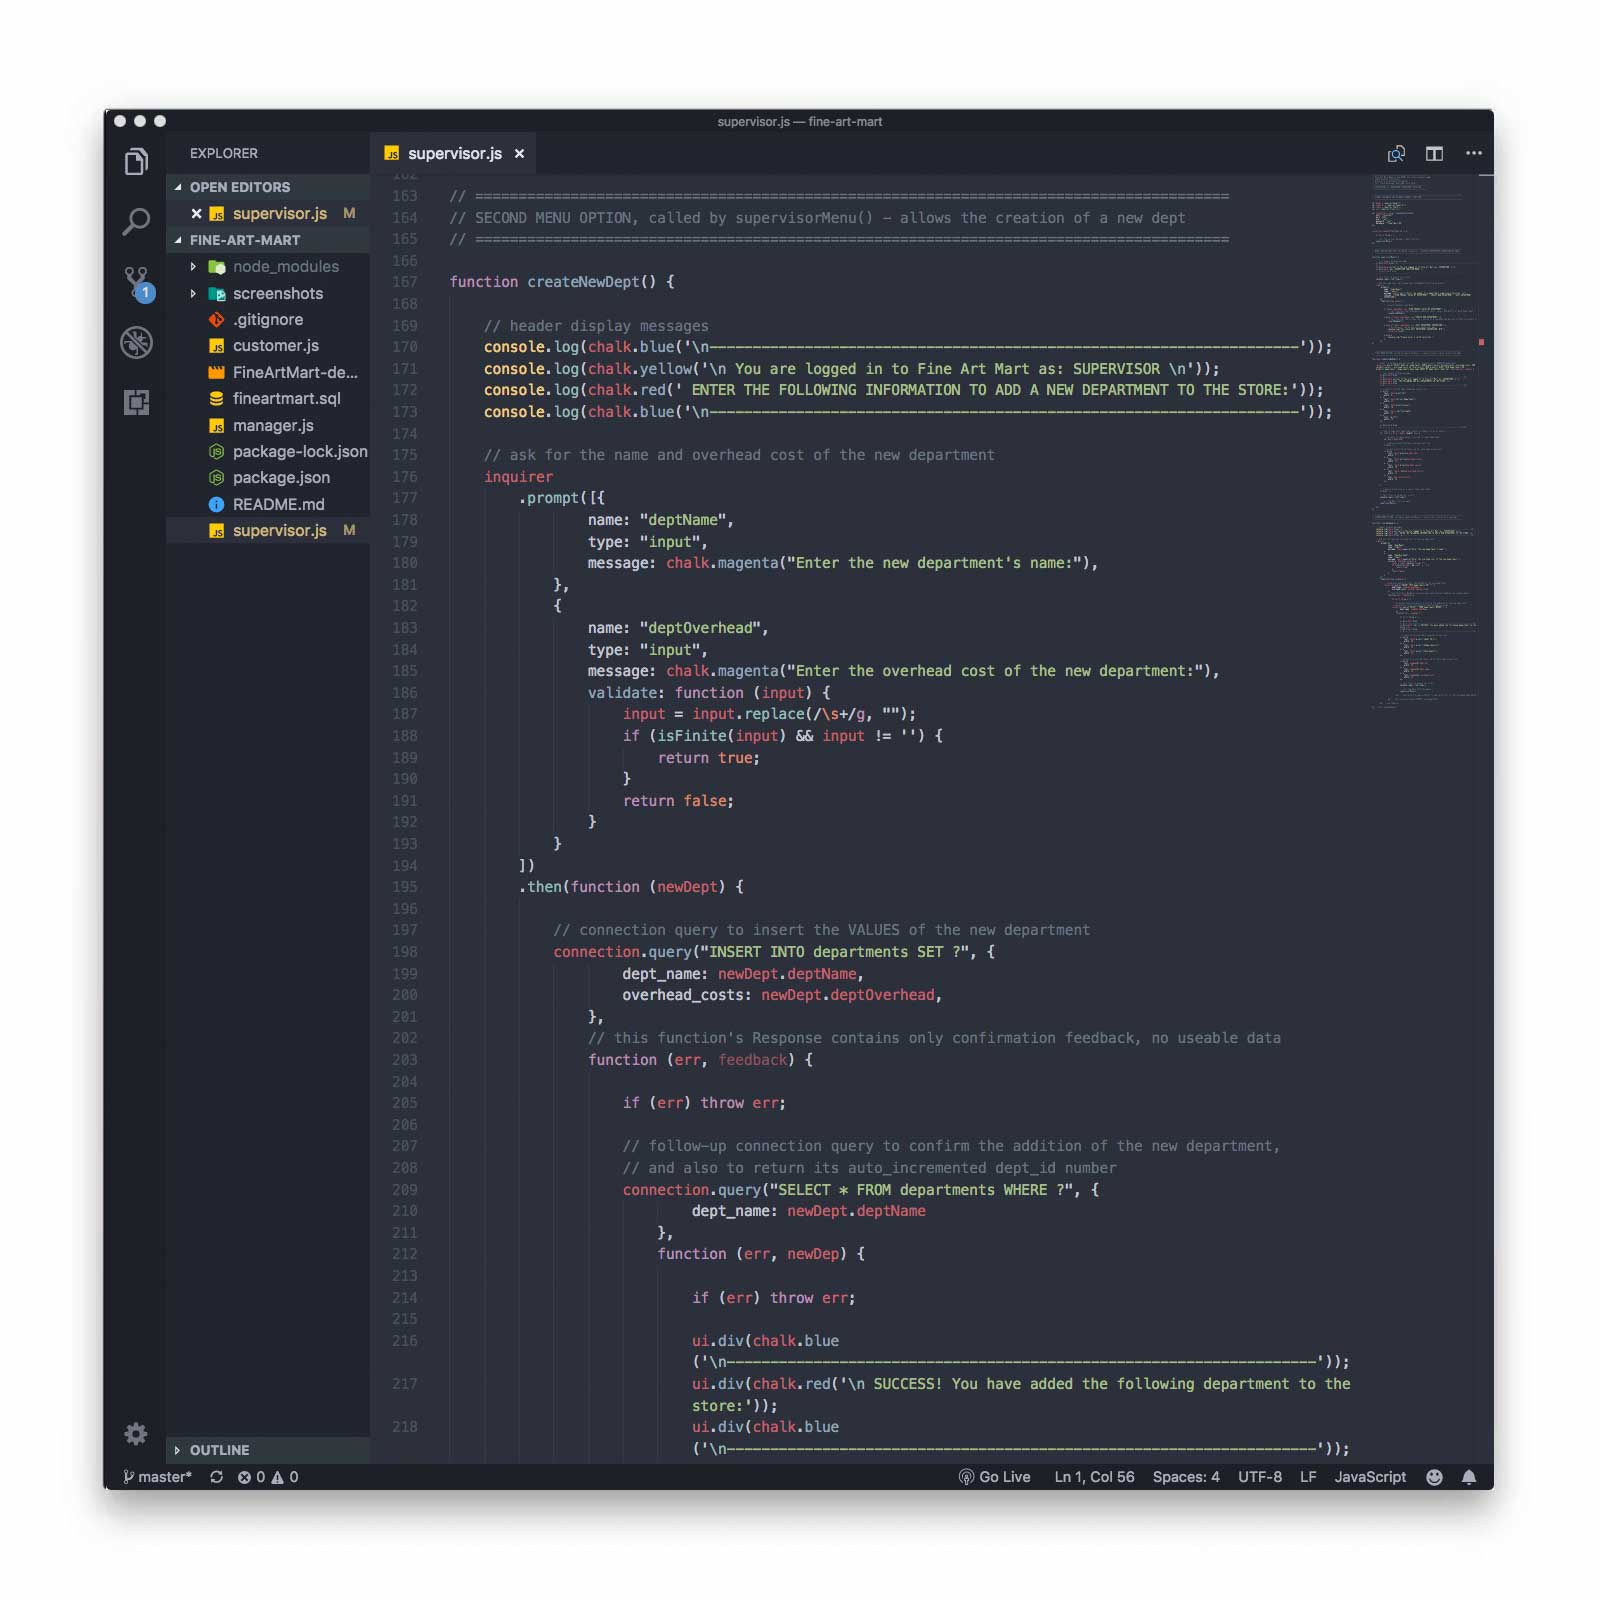 supervisor.js — fine-art-mart
EXPLORER
OPEN EDITORS
supervisor.js M
FINE-ART-MART
node_modules
screenshots
.gitignore
customer.js
FineArtMart-de...
fineartmart.sql
manager.js
package-lock.json
package.json
README.md
supervisor.js M
OUTLINE
supervisor.js ×
162
163 // =======================================================================================
164 // SECOND MENU OPTION, called by supervisorMenu() - allows the creation of a new dept
165 // =======================================================================================
166
167 function createNewDept() {
168
169 // header display messages
170 console.log(chalk.blue('\n--------------------------------------------------------------------'));
171 console.log(chalk.yellow('\n You are logged in to Fine Art Mart as: SUPERVISOR \n'));
172 console.log(chalk.red(' ENTER THE FOLLOWING INFORMATION TO ADD A NEW DEPARTMENT TO THE STORE:'));
173 console.log(chalk.blue('\n--------------------------------------------------------------------'));
174
175 // ask for the name and overhead cost of the new department
176 inquirer
177 .prompt([{
178 name: "deptName",
179 type: "input",
180 message: chalk.magenta("Enter the new department's name:"),
181 },
182 {
183 name: "deptOverhead",
184 type: "input",
185 message: chalk.magenta("Enter the overhead cost of the new department:"),
186 validate: function (input) {
187 input = input.replace(/\s+/g, "");
188 if (isFinite(input) && input != '') {
189 return true;
190 }
191 return false;
192 }
193 }
194 ])
195 .then(function (newDept) {
196
197 // connection query to insert the VALUES of the new department
198 connection.query("INSERT INTO departments SET ?", {
199 dept_name: newDept.deptName,
200 overhead_costs: newDept.deptOverhead,
201 },
202 // this function's Response contains only confirmation feedback, no useable data
203 function (err, feedback) {
204
205 if (err) throw err;
206
207 // follow-up connection query to confirm the addition of the new department,
208 // and also to return its auto_incremented dept_id number
209 connection.query("SELECT * FROM departments WHERE ?", {
210 dept_name: newDept.deptName
211 },
212 function (err, newDep) {
213
214 if (err) throw err;
215
216 ui.div(chalk.blue
('\n--------------------------------------------------------------------'));
217 ui.div(chalk.red('\n SUCCESS! You have added the following department to the
store:'));
218 ui.div(chalk.blue
('\n--------------------------------------------------------------------'));
1
master* 0 0 Go Live Ln 1, Col 56 Spaces: 4 UTF-8 LF JavaScript